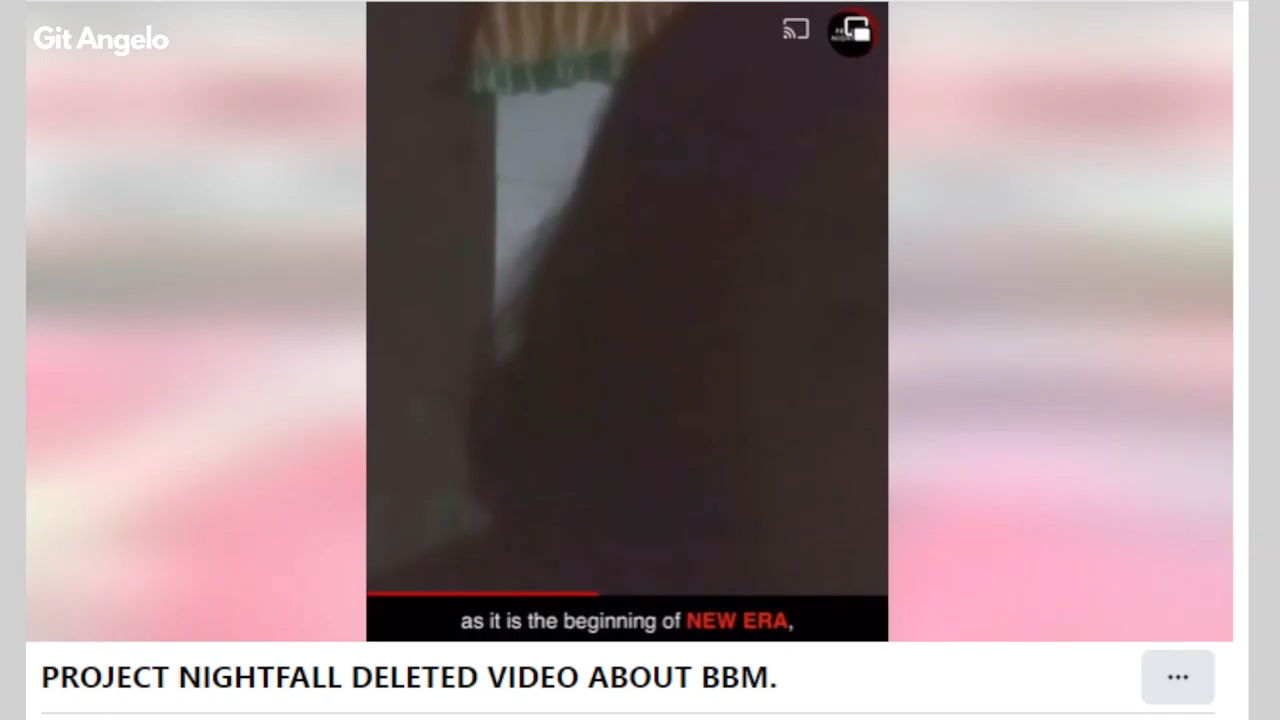 Git Angelo
as it is the beginning of NEW ERA,
PROJECT NIGHTFALL DELETED VIDEO ABOUT BBM.